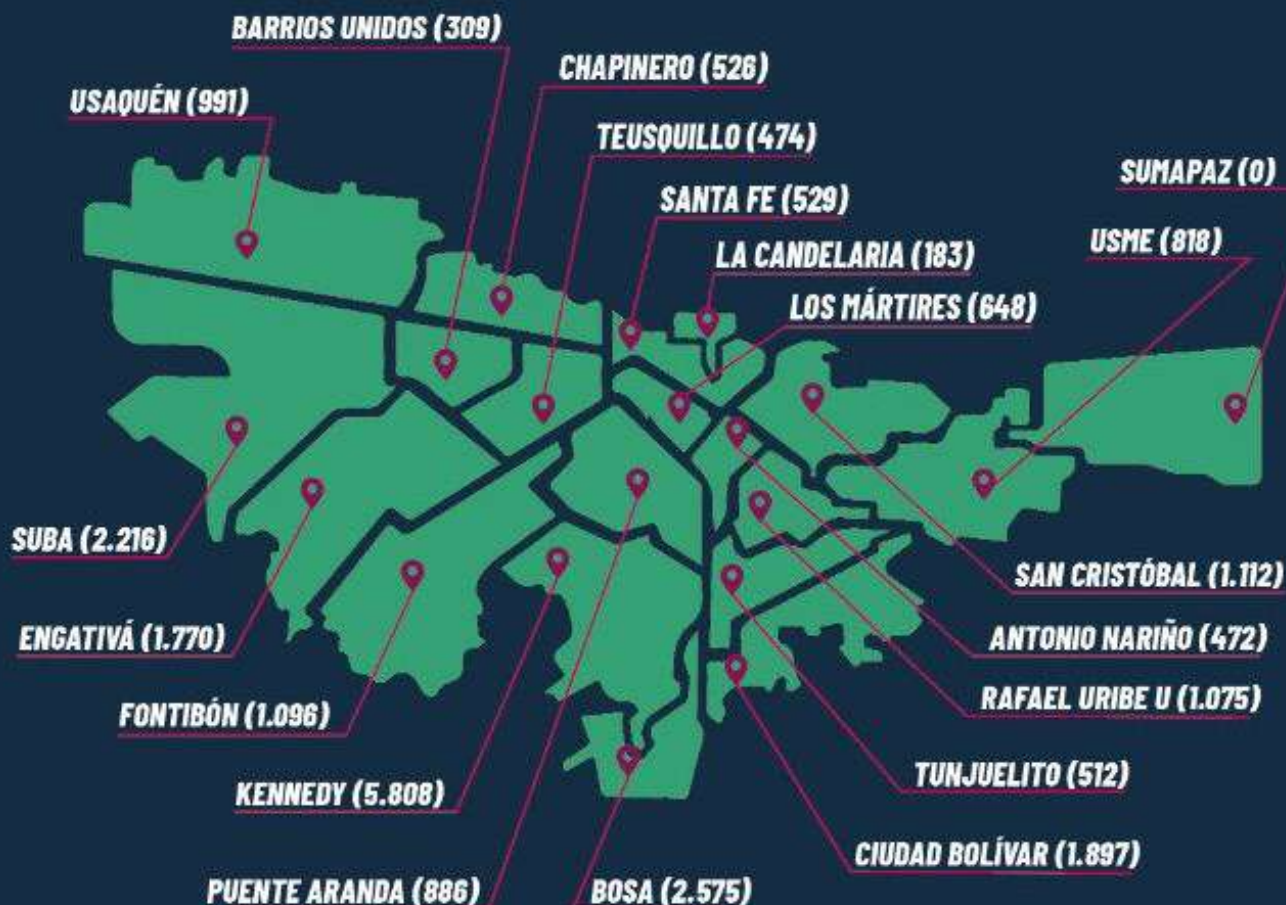 BARRIOS UNIDOS (309)
CHAPINERO (526)
USAQUÉN (991)
TEUSQUILLO (474)
SUMAPAZ (0)
SANTA FE (529)
USME (818)
LA CANDELARIA (183)
LOS MÁRTIRES (648)
SUBA (2.216)
SAN CRISTÓBAL (1.112)
ENGATIVÁ (1.770)
ANTONIO NARIÑO (472)
RAFAEL URIBE U (1.075)
FONTIBÓN (1.096)
TUNJUELITO (512)
KENNEDY (5.808)
CIUDAD BOLÍVAR (1.897)
PUENTE ARANDA (886)
BOSA (2.575)